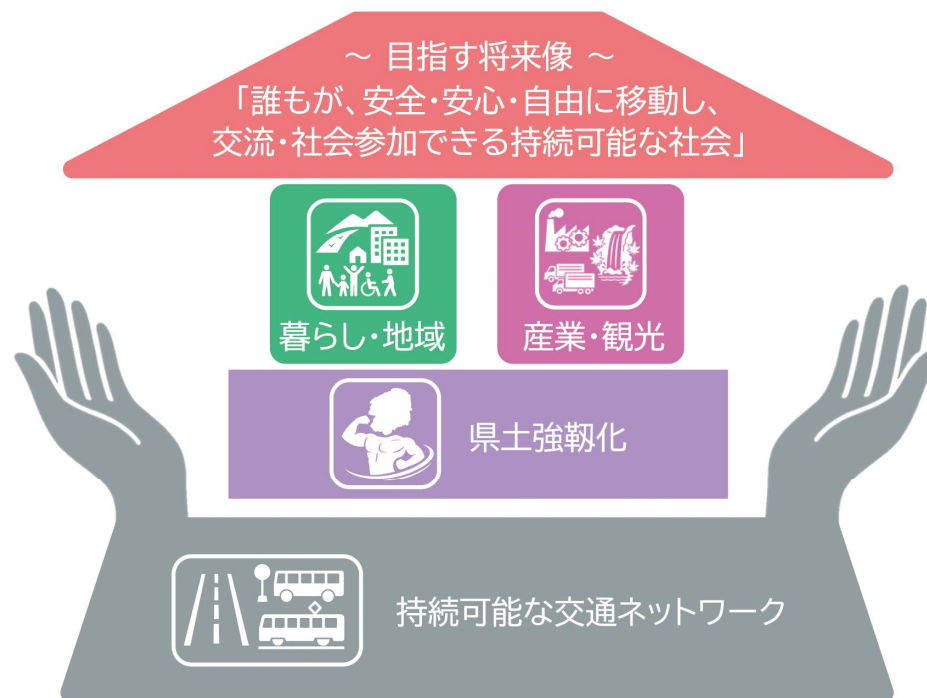 ～ 目指す将来像 ～
「誰もが、安全・安心・自由に移動し、
交流・社会参加できる持続可能な社会」
暮らし・地域
産業・観光
県土強靱化
持続可能な交通ネットワーク